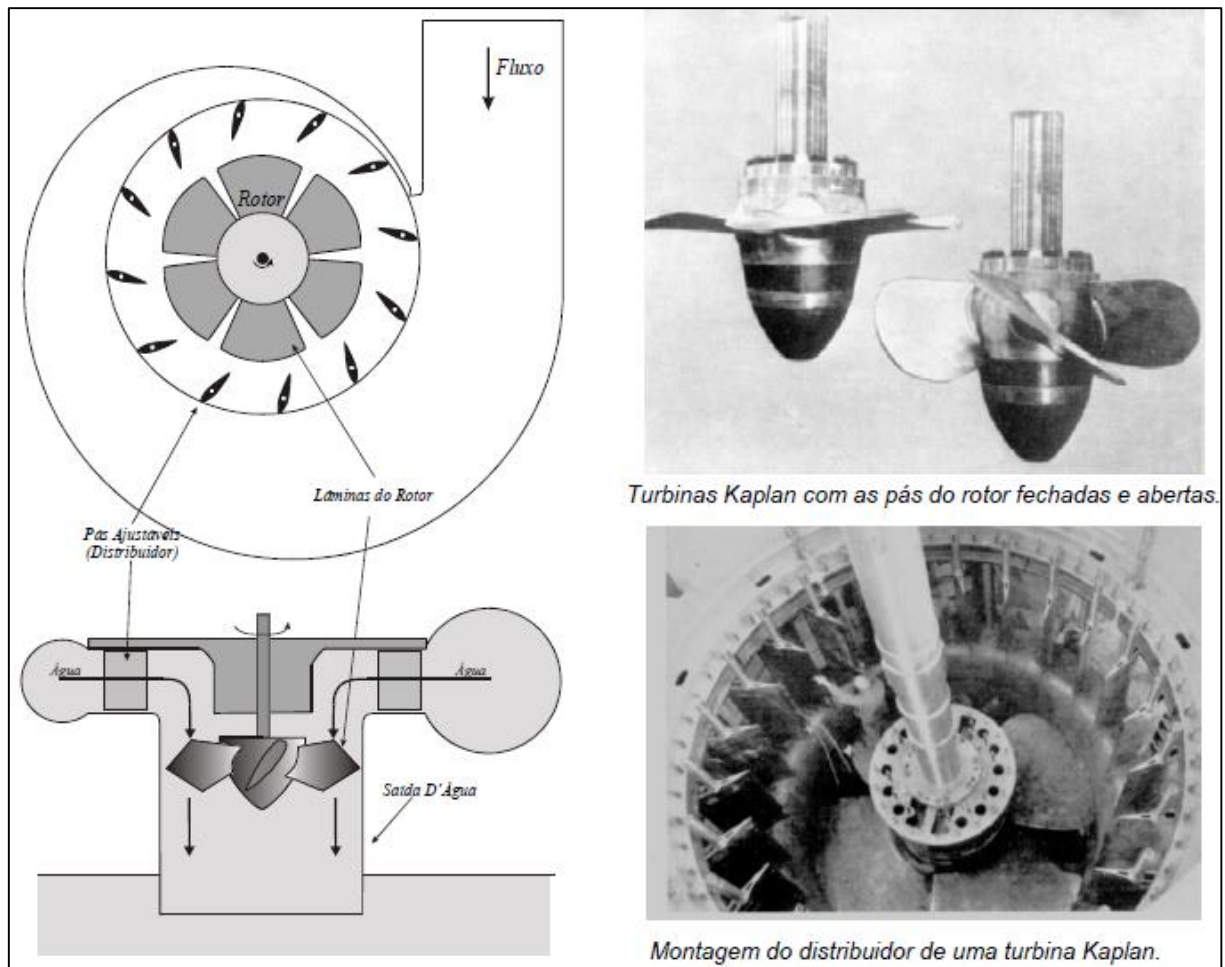 Fluxo
Rotor
Lâminas do Rotor
Pás Ajustáveis
(Distribuidor)
Água
Água
Saída D'Água
Turbinas Kaplan com as pás do rotor fechadas e abertas.
Montagem do distribuidor de uma turbina Kaplan.